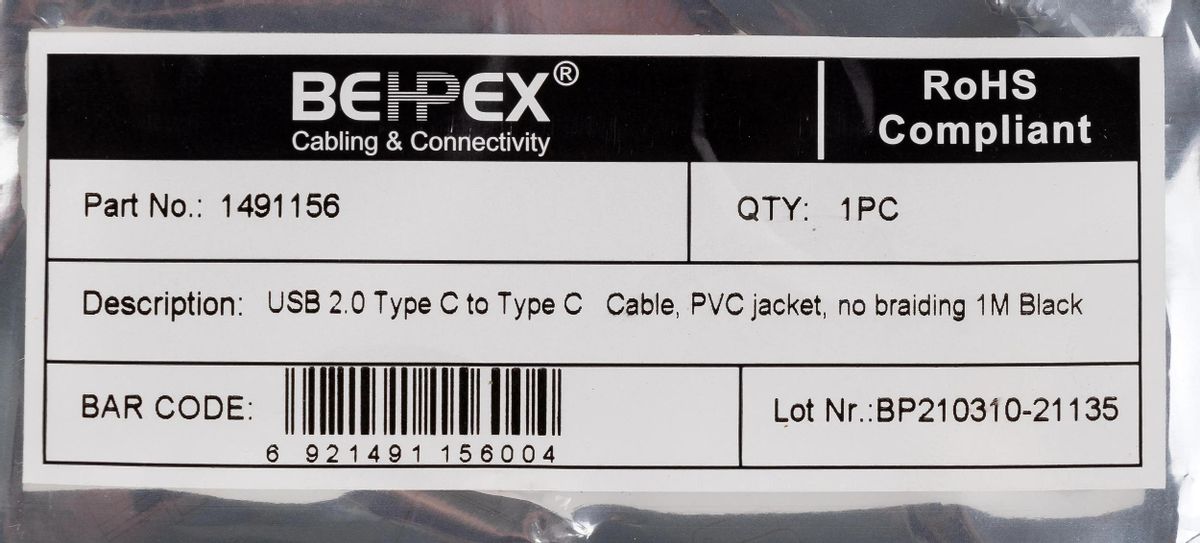 BEHPEX®
Cabling & Connectivity
RoHS
Compliant
Part No.: 1491156
QTY: 1PC
Description: USB 2.0 Type C to Type C Cable, PVC jacket, no braiding 1M Black
BAR CODE:
6 921491 156004
Lot Nr.:BP210310-21135